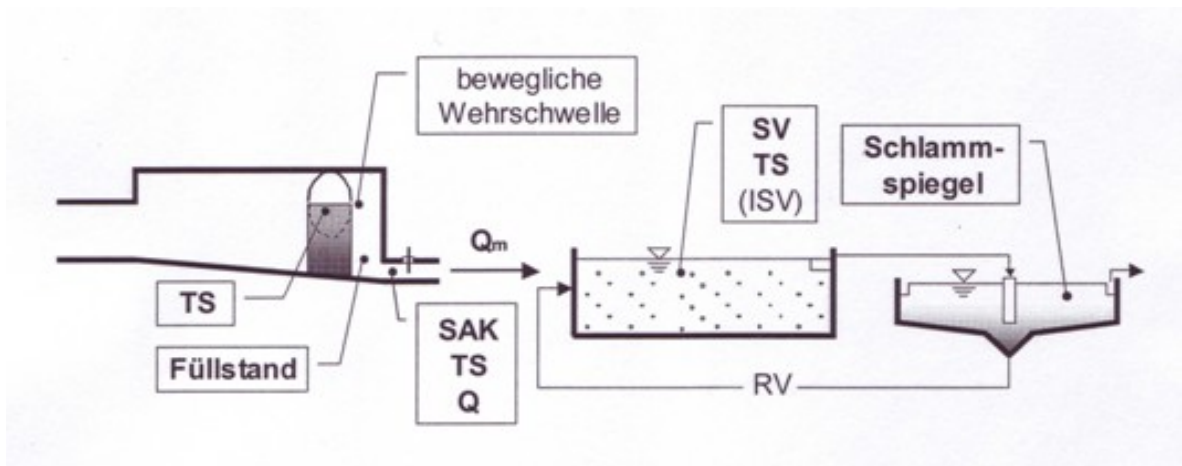 bewegliche
Wehrschwelle
SV
TS
(ISV)
Schlamm-
spiegel
Qm
TS
Füllstand
SAK
TS
Q
RV